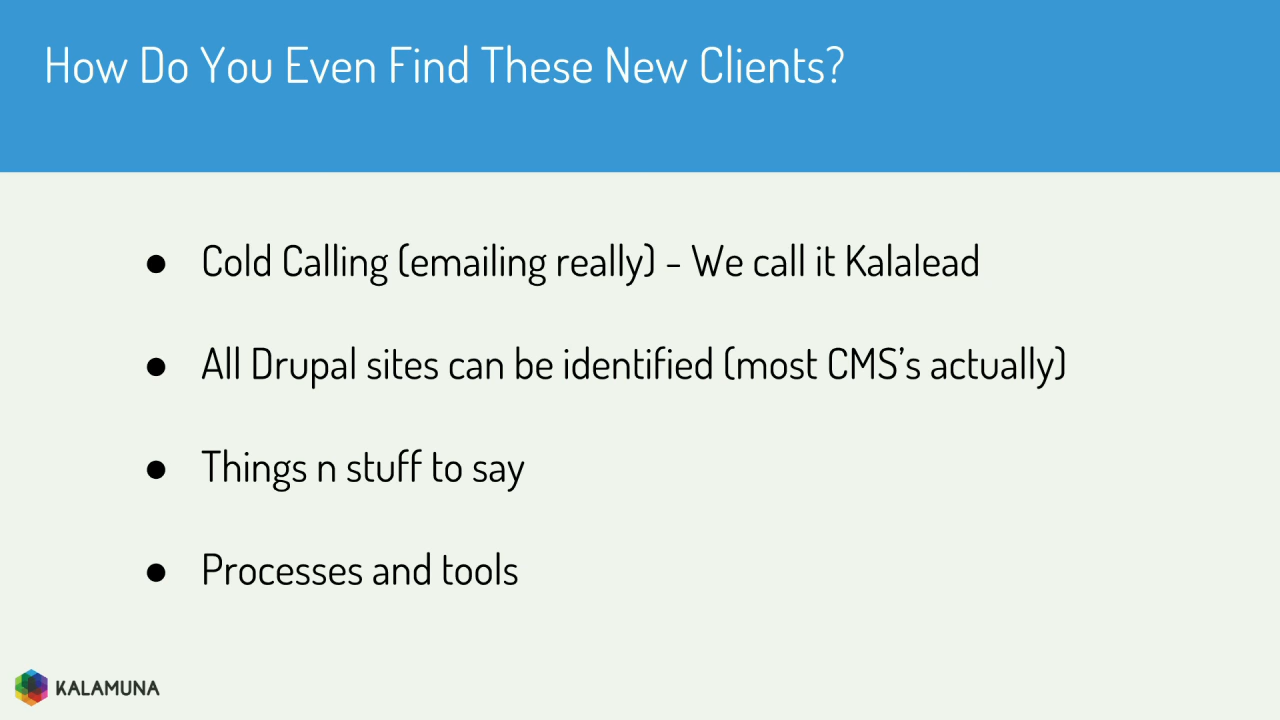 How Do You Even Find These New Clients?
● Cold Calling (emailing really) - We call it Kalalead
● All Drupal sites can be identified (most CMS’s actually)
● Things n stuff to say
● Processes and tools
KALAMUNA